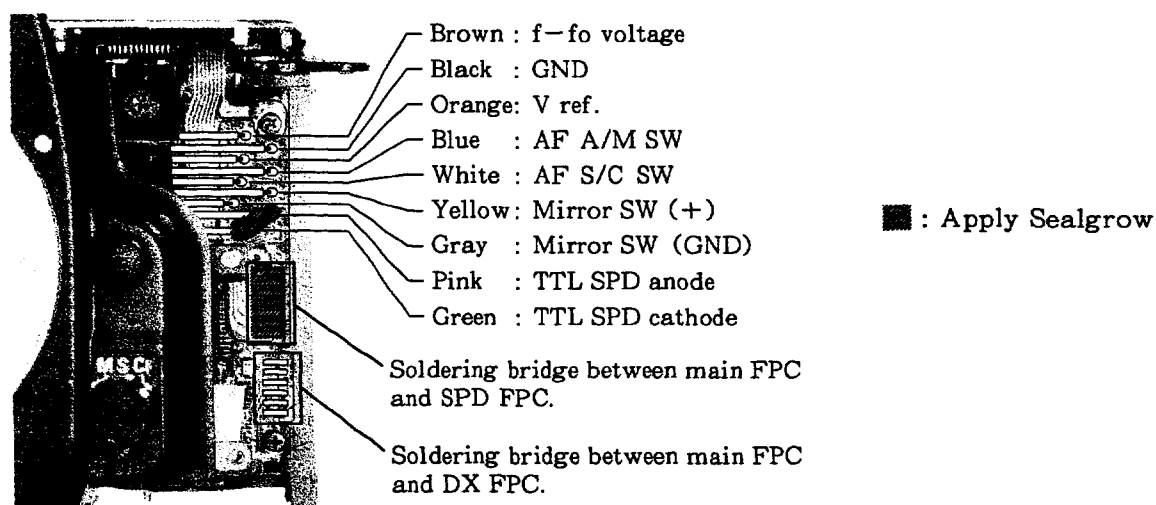 Brown : f－fo voltage
Black : GND
Orange: V ref.
Blue : AF A/M SW
White : AF S/C SW
Yellow: Mirror SW (+)
Gray : Mirror SW (GND)
Pink : TTL SPD anode
Green : TTL SPD cathode
: Apply Sealgrow
Soldering bridge between main FPC
and SPD FPC.
MSC
Soldering bridge between main FPC
and DX FPC.